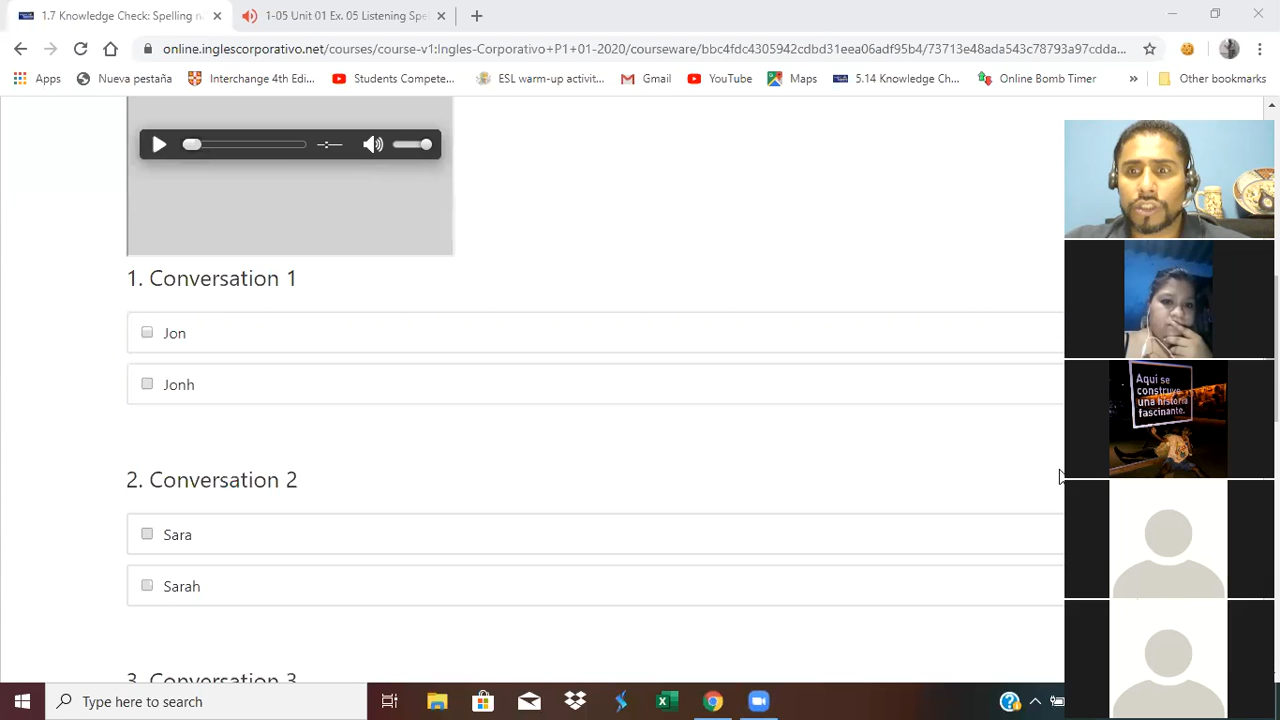 1.7 Knowledge Check: Spelling n
1-05 Unit 01 Ex. 05 Listening Spe
online.inglescorporativo.net/courses/course-v1:Ingles-Corporativo+P1+01-2020/courseware/bbc4fdc4305942cdbd31eea06adf95b4/73713e48ada543c78793a97cdda...
Apps Nueva pestaña Interchange 4th Edi... Students Compete... ESL warm-up activit... Gmail YouTube Maps 5.14 Knowledge Ch... Online Bomb Timer » Other bookmarks
-:-
1. Conversation 1
Jon
Jonh
2. Conversation 2
Sara
Sarah
3. Conversation 3
Aqui se
construye
una historia
fascinante.
Type here to search